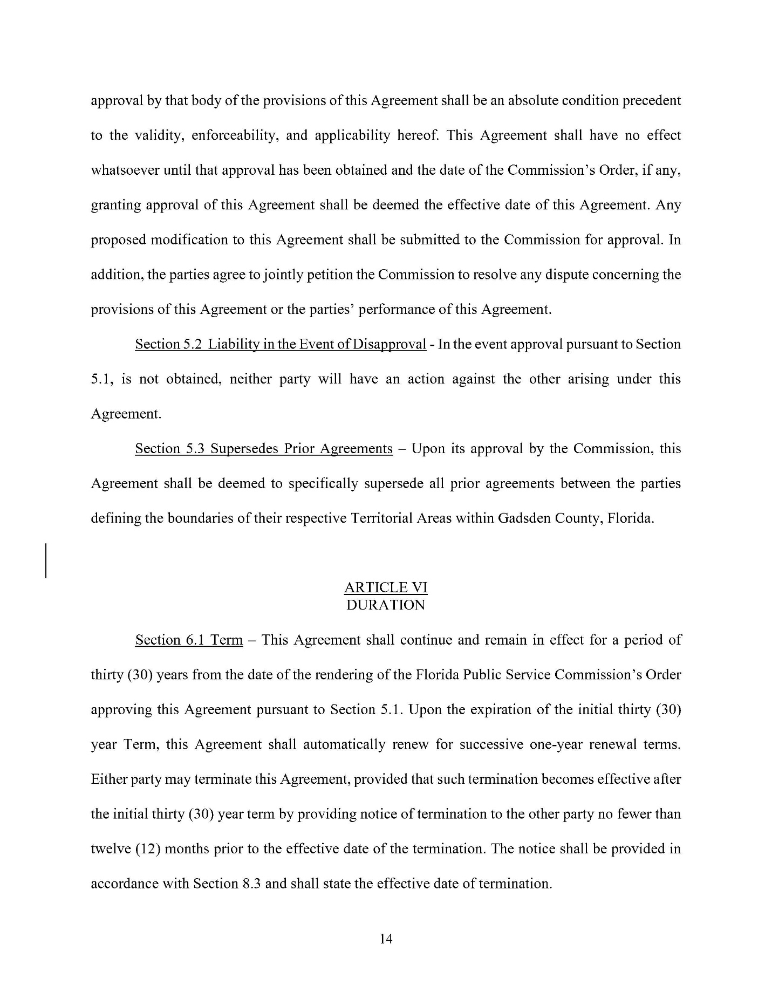 approval by that body of the provisions of this Agreement shall be an absolute condition precedent
to the validity, enforceability, and applicability hereof. This Agreement shall have no effect
whatsoever until that approval has been obtained and the date of the Commission’s Order, if any,
granting approval of this Agreement shall be deemed the effective date of this Agreement. Any
proposed modification to this Agreement shall be submitted to the Commission for approval. In
addition, the parties agree to jointly petition the Commission to resolve any dispute concerning the
provisions of this Agreement or the parties’ performance of this Agreement.
Section 5.2 Liability in the Event of Disapproval - In the event approval pursuant to Section
5.1, is not obtained, neither party will have an action against the other arising under this
Agreement.
Section 5.3 Supersedes Prior Agreements – Upon its approval by the Commission, this
Agreement shall be deemed to specifically supersede all prior agreements between the parties
defining the boundaries of their respective Territorial Areas within Gadsden County, Florida.
ARTICLE VI
DURATION
Section 6.1 Term – This Agreement shall continue and remain in effect for a period of
thirty (30) years from the date of the rendering of the Florida Public Service Commission’s Order
approving this Agreement pursuant to Section 5.1. Upon the expiration of the initial thirty (30)
year Term, this Agreement shall automatically renew for successive one-year renewal terms.
Either party may terminate this Agreement, provided that such termination becomes effective after
the initial thirty (30) year term by providing notice of termination to the other party no fewer than
twelve (12) months prior to the effective date of the termination. The notice shall be provided in
accordance with Section 8.3 and shall state the effective date of termination.
14